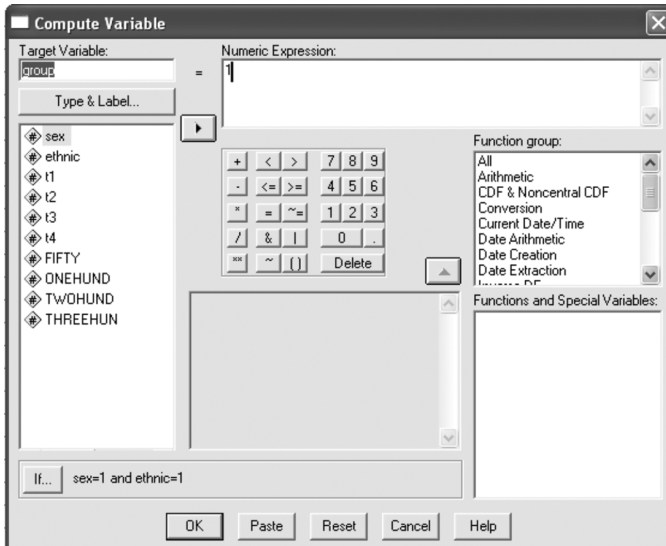 Compute Variable
Target Variable:
group
=
Numeric Expression:
1
Type & Label...
sex
ethnic
t1
t2
t3
t4
FIFTY
ONEHUND
TWOHUND
THREEHUN
+ < > 7 8 9
- <= >= 4 5 6
* = ~= 1 2 3
/ & | 0 .
** ~ () Delete
Function group:
All
Arithmetic
CDF & Noncentral CDF
Conversion
Current Date/Time
Date Arithmetic
Date Creation
Date Extraction
Functions and Special Variables:
If... sex=1 and ethnic=1
OK Paste Reset Cancel Help